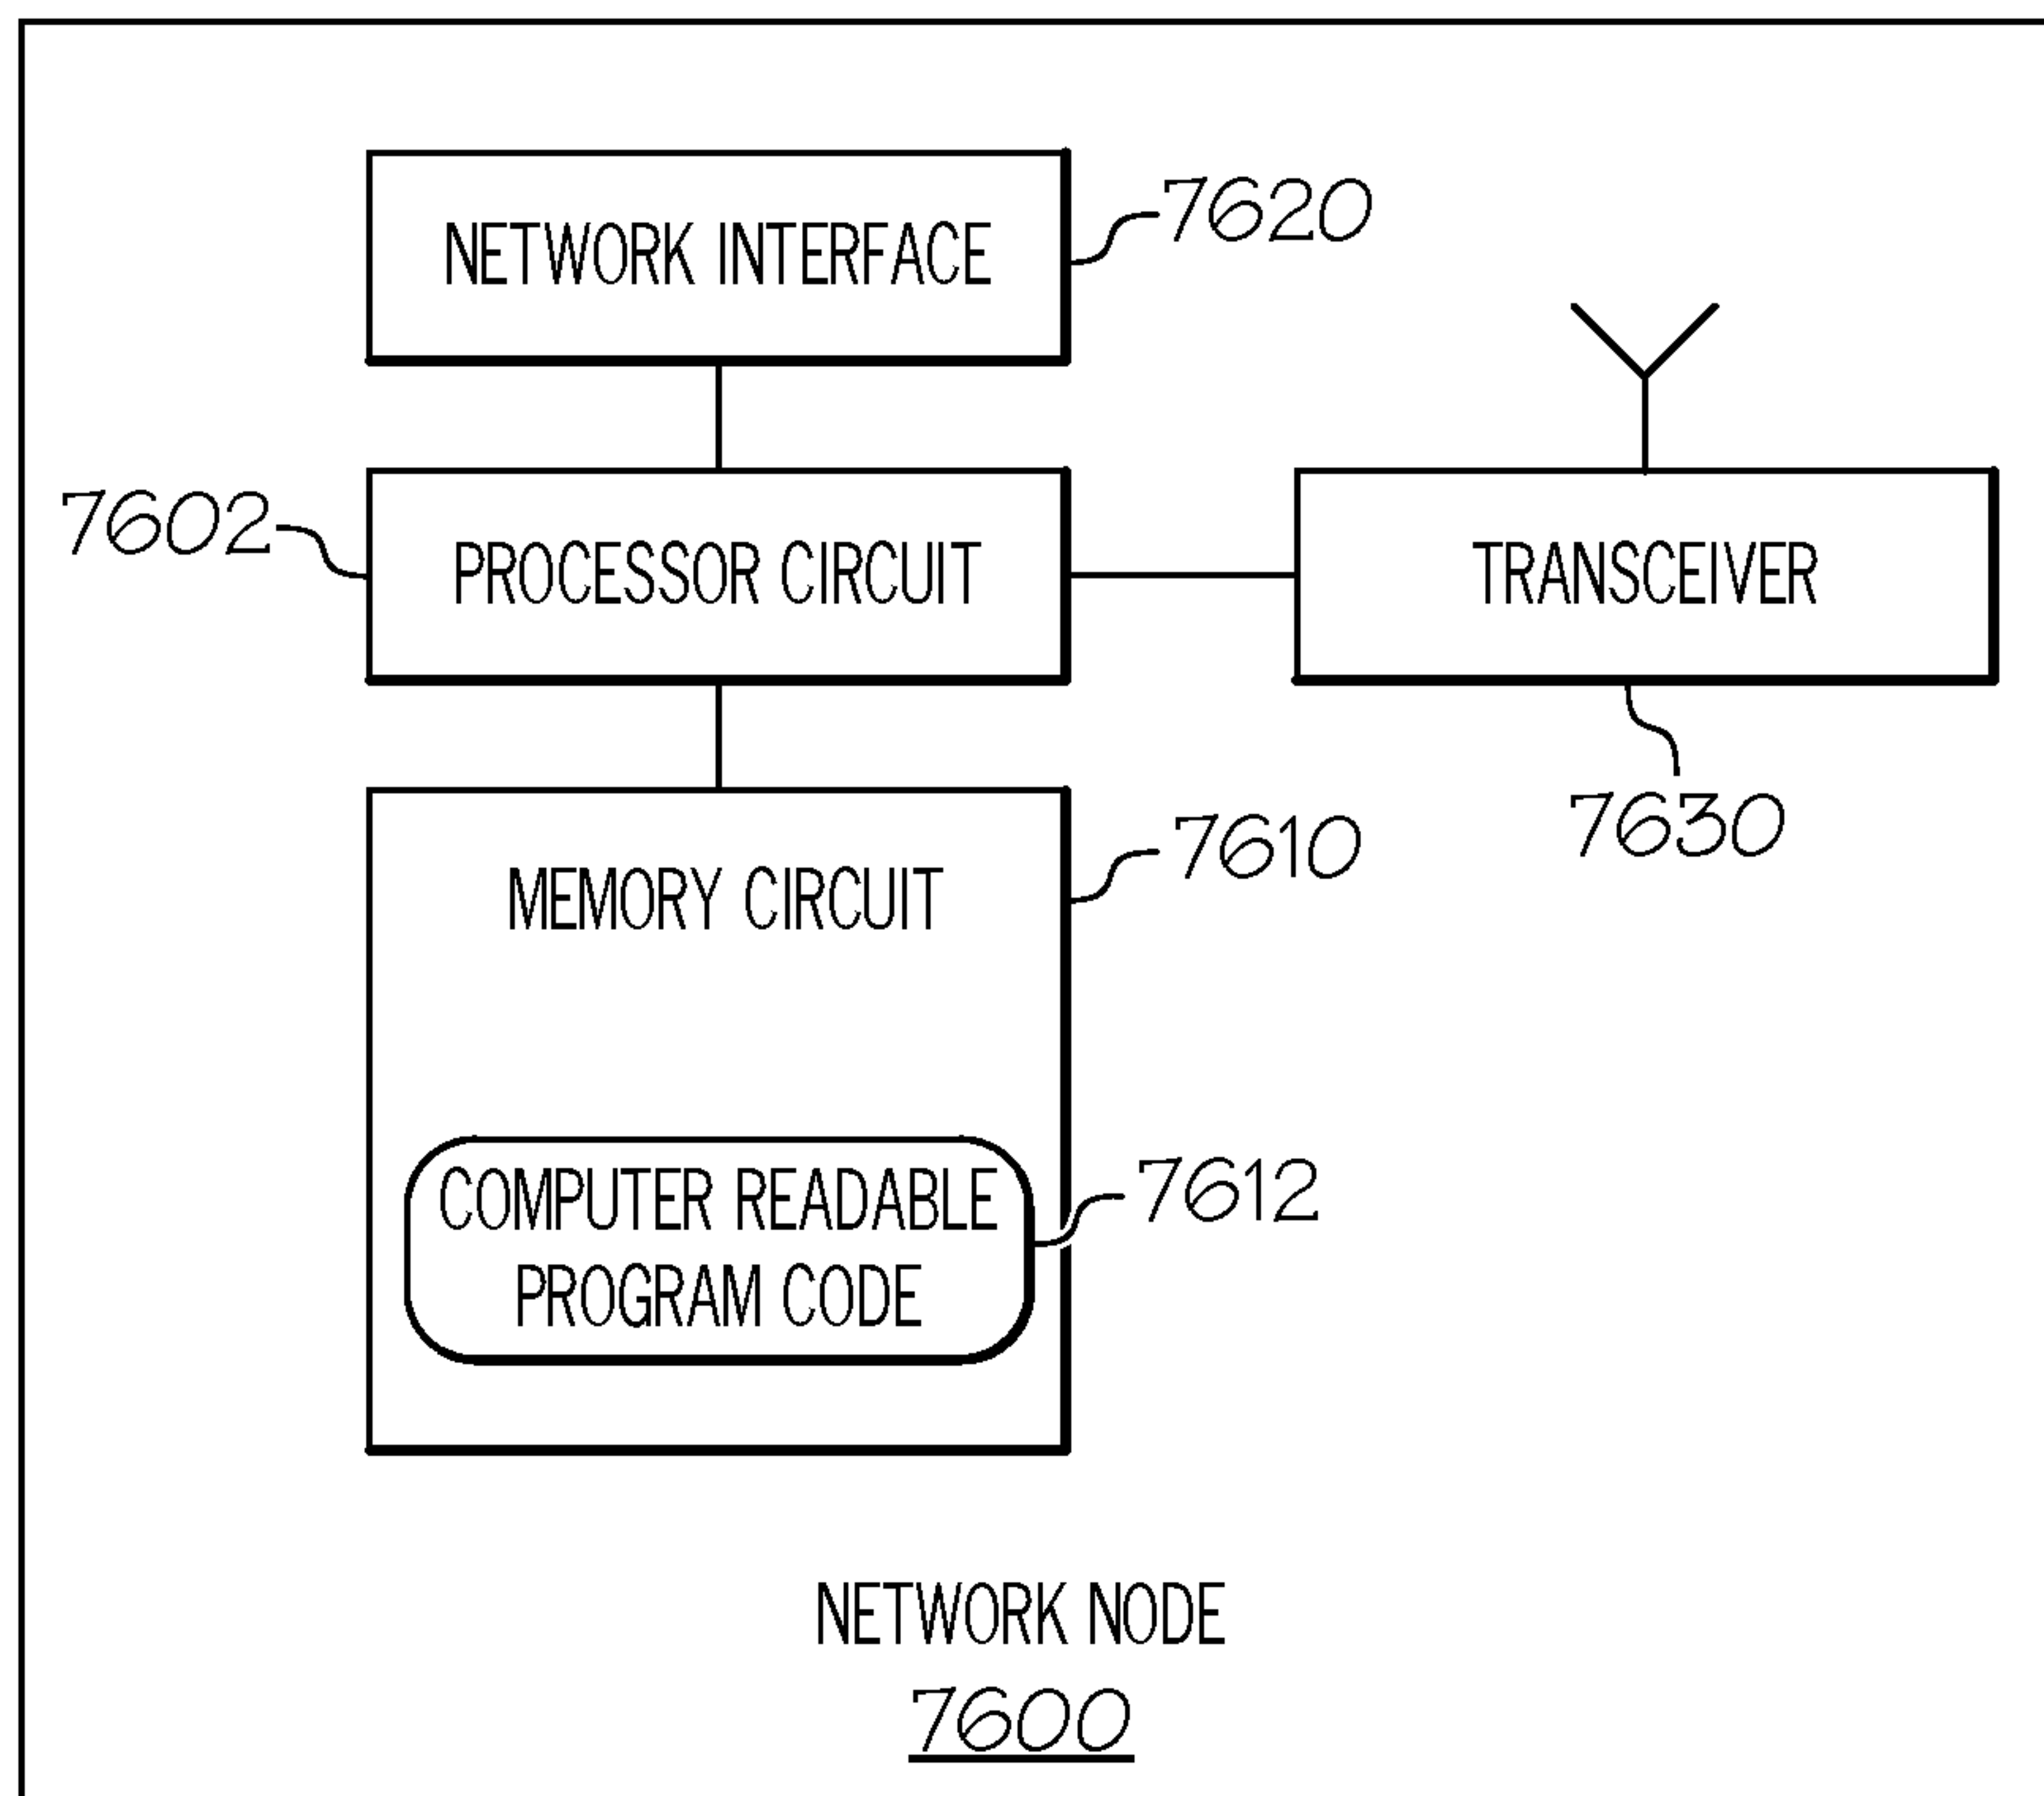 NETWORK INTERFACE
7620
7602
PROCESSOR CIRCUIT
TRANSCEIVER
7630
MEMORY CIRCUIT
7610
COMPUTER READABLE
PROGRAM CODE
7612
NETWORK NODE
7600